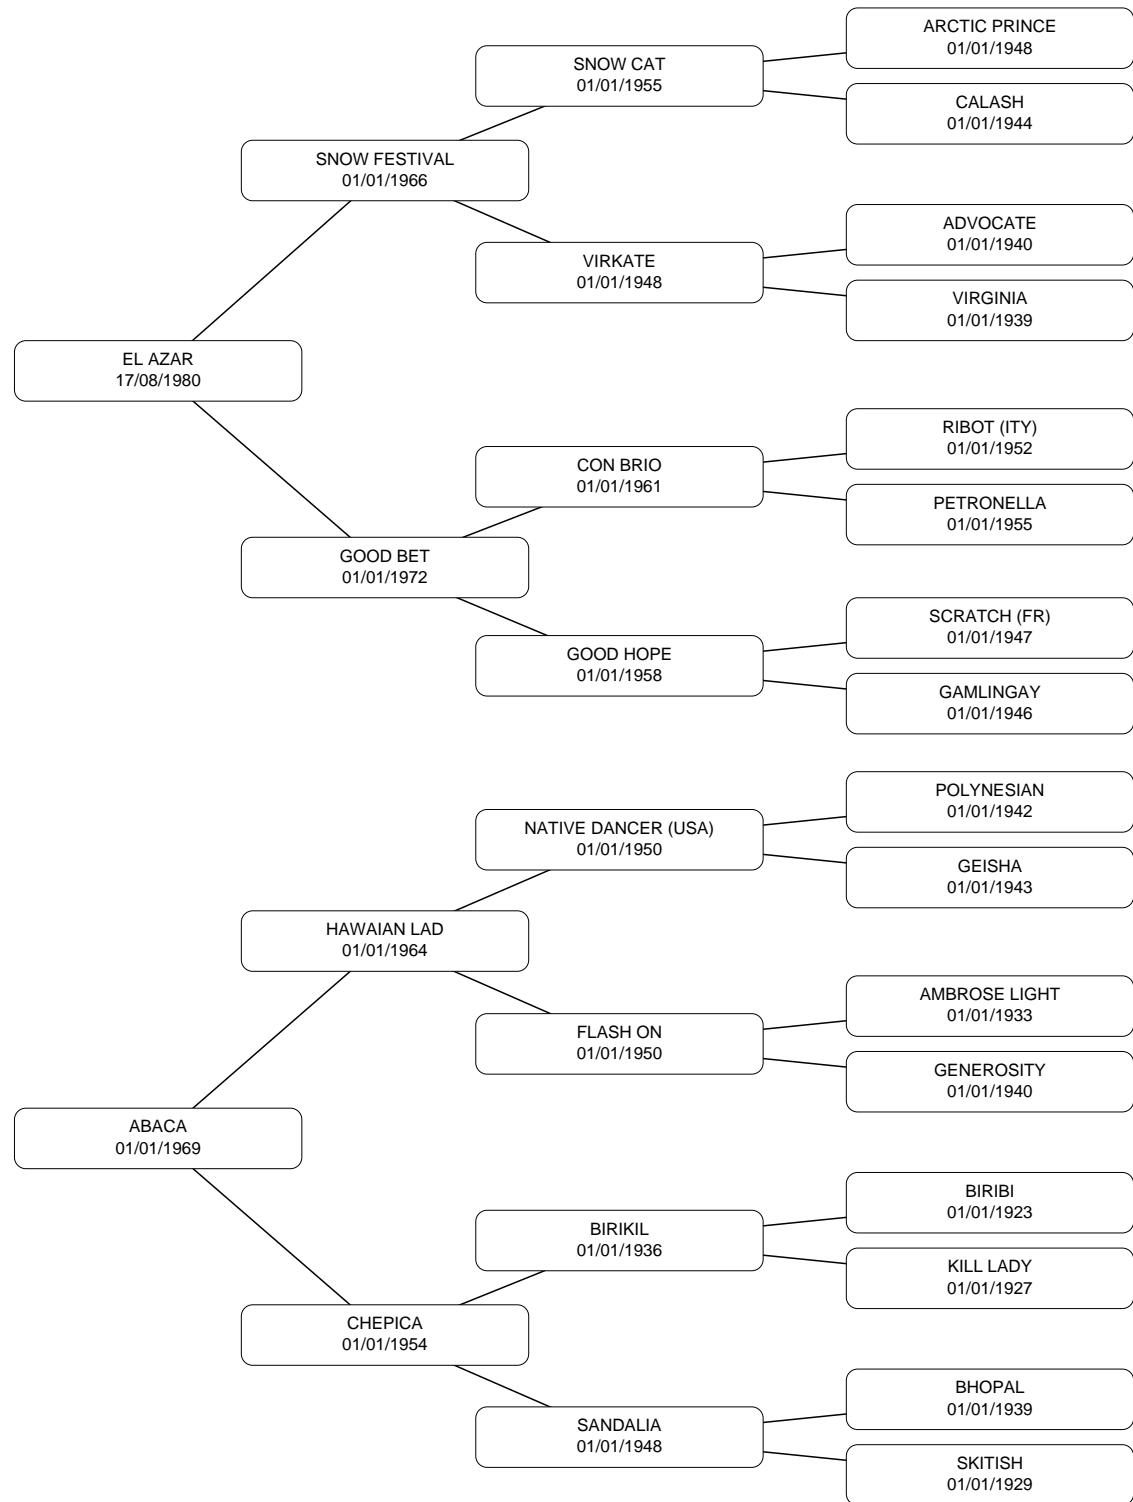 ARCTIC PRINCE
01/01/1948
SNOW CAT
01/01/1955
CALASH
01/01/1944
SNOW FESTIVAL
01/01/1966
ADVOCATE
01/01/1940
VIRKATE
01/01/1948
VIRGINIA
01/01/1939
EL AZAR
17/08/1980
RIBOT (ITY)
01/01/1952
CON BRIO
01/01/1961
PETRONELLA
01/01/1955
GOOD BET
01/01/1972
SCRATCH (FR)
01/01/1947
GOOD HOPE
01/01/1958
GAMLINGAY
01/01/1946
POLYNESIAN
01/01/1942
NATIVE DANCER (USA)
01/01/1950
GEISHA
01/01/1943
HAWAIAN LAD
01/01/1964
AMBROSE LIGHT
01/01/1933
FLASH ON
01/01/1950
GENEROSITY
01/01/1940
ABACA
01/01/1969
BIRIBI
01/01/1923
BIRIKIL
01/01/1936
KILL LADY
01/01/1927
CHEPICA
01/01/1954
BHOPAL
01/01/1939
SANDALIA
01/01/1948
SKITISH
01/01/1929